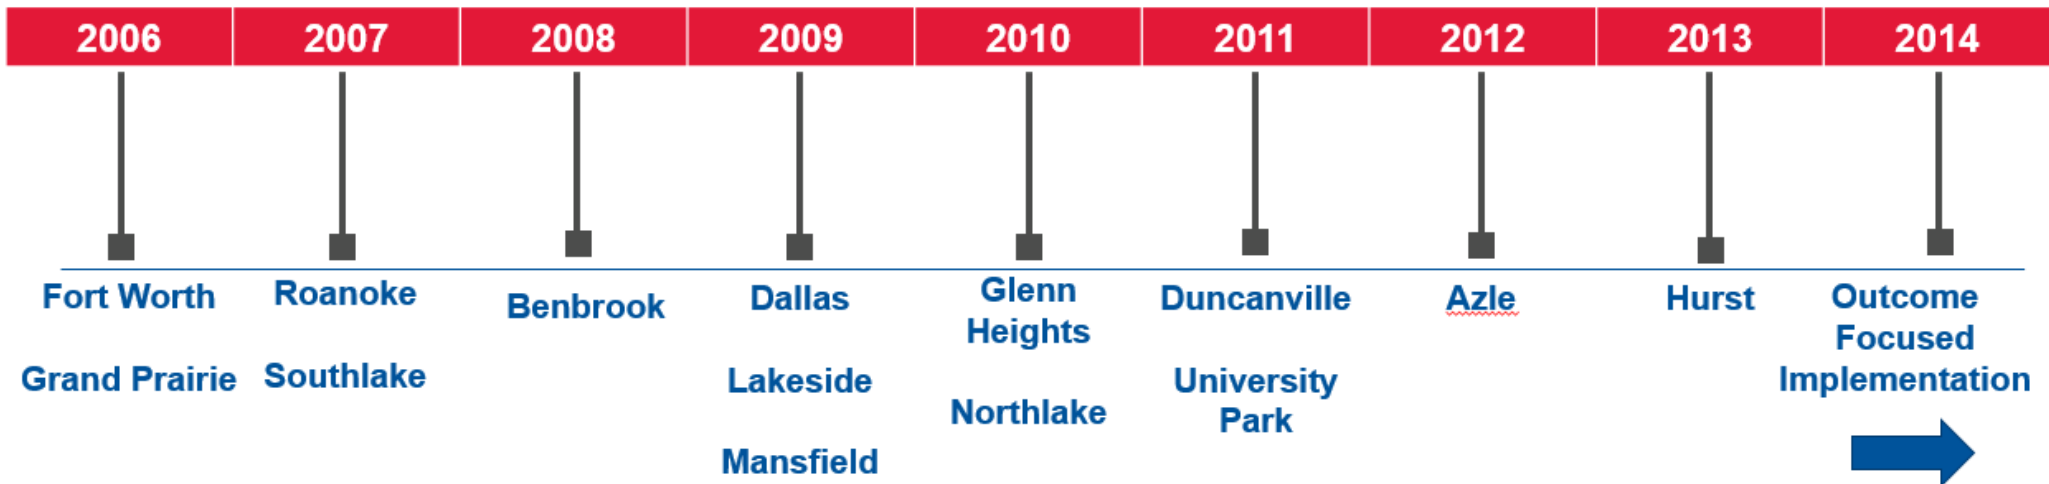 2006 2007 2008 2009 2010 2011 2012 2013 2014
Fort Worth
Grand Prairie
Roanoke
Southlake
Benbrook
Dallas
Lakeside
Mansfield
Glenn
Heights
Northlake
Duncanville
University
Park
Azle
Hurst
Outcome
Focused
Implementation